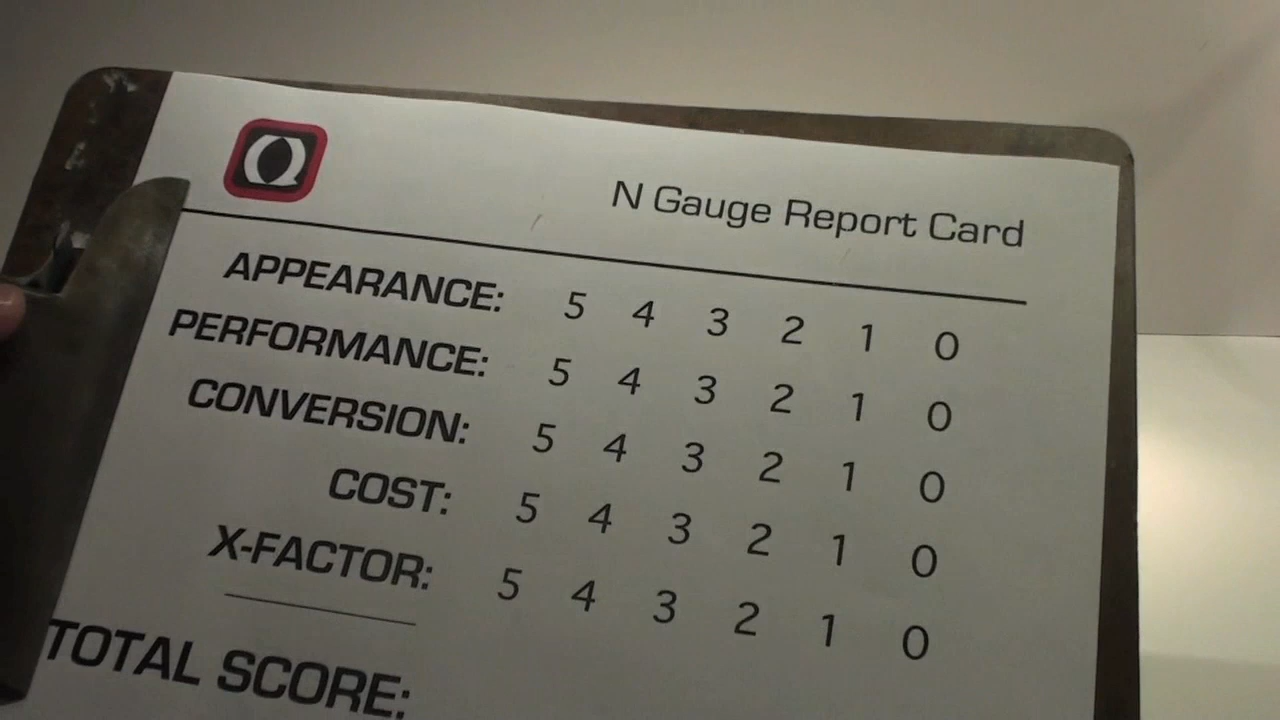 N Gauge Report Card
APPEARANCE: 5 4 3 2 1 0
PERFORMANCE: 5 4 3 2 1 0
CONVERSION: 5 4 3 2 1 0
COST: 5 4 3 2 1 0
X-FACTOR: 5 4 3 2 1 0
TOTAL SCORE: